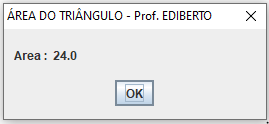 ÁREA DO TRIÂNGULO - Prof. EDIBERTO
Area : 24.0
OK